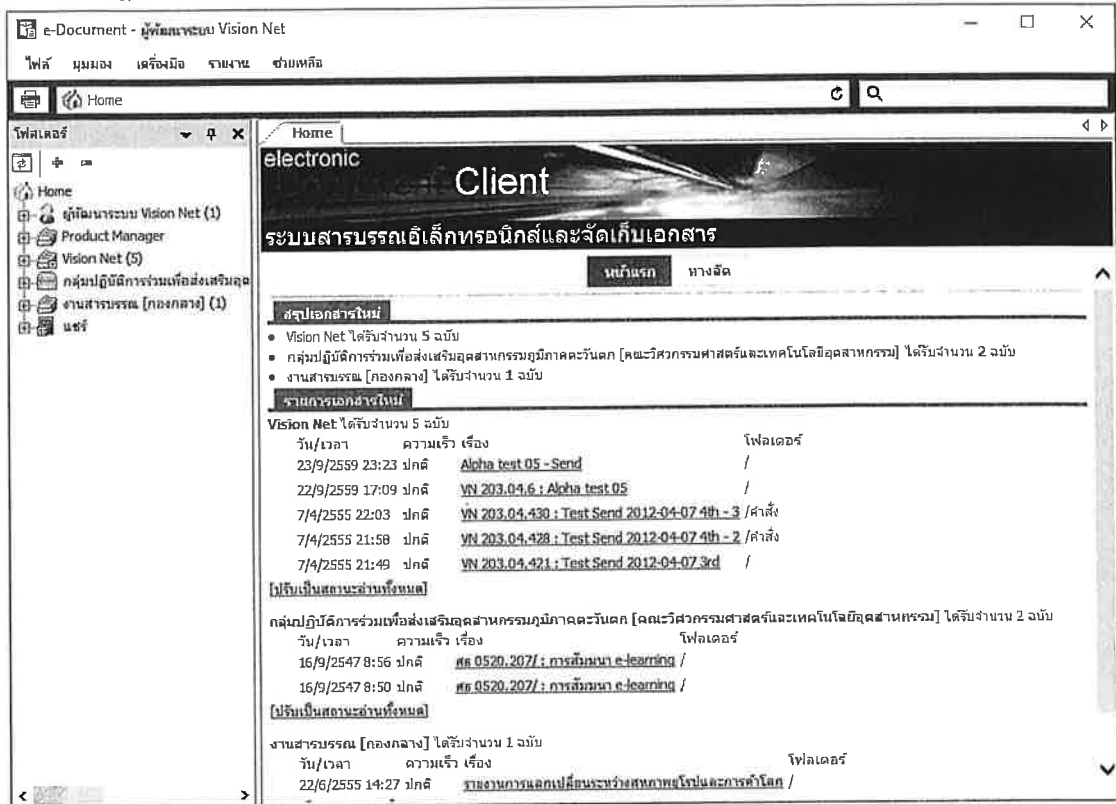 e-Document - ผู้พัฒนาระบบ Vision Net
ไฟล์ มุมมอง เครื่องมือ รายงาน ช่วยเหลือ
Home
โฟลเดอร์
Home
ผู้พัฒนาระบบ Vision Net (1)
Product Manager
Vision Net (5)
กลุ่มปฏิบัติการร่วมเพื่อส่งเสริมอุต
งานสารบรรณ [กองกลาง] (1)
แชร์
Home
electronic
Client
ระบบสารบรรณอิเล็กทรอนิกส์และจัดเก็บเอกสาร
หน้าแรก ทางลัด
สรุปเอกสารใหม่
Vision Net ได้รับจำนวน 5 ฉบับ
กลุ่มปฏิบัติการร่วมเพื่อส่งเสริมอุตสาหกรรมภูมิภาคตะวันตก [คณะวิศวกรรมศาสตร์และเทคโนโลยีอุตสาหกรรม] ได้รับจำนวน 2 ฉบับ
งานสารบรรณ [กองกลาง] ได้รับจำนวน 1 ฉบับ
รายการเอกสารใหม่
Vision Net ได้รับจำนวน 5 ฉบับ
วัน/เวลา ความเร็ว เรื่อง โฟลเดอร์
23/9/2559 23:23 ปกติ Alpha test 05 - Send /
22/9/2559 17:09 ปกติ VN 203.04.6 : Alpha test 05 /
7/4/2555 22:03 ปกติ VN 203.04.430 : Test Send 2012-04-07 4th - 3 /คำสั่ง
7/4/2555 21:58 ปกติ VN 203.04.428 : Test Send 2012-04-07 4th - 2 /คำสั่ง
7/4/2555 21:49 ปกติ VN 203.04.421 : Test Send 2012-04-07 3rd /
[ปรับเป็นสถานะอ่านทั้งหมด]
กลุ่มปฏิบัติการร่วมเพื่อส่งเสริมอุตสาหกรรมภูมิภาคตะวันตก [คณะวิศวกรรมศาสตร์และเทคโนโลยีอุตสาหกรรม] ได้รับจำนวน 2 ฉบับ
วัน/เวลา ความเร็ว เรื่อง โฟลเดอร์
16/9/2547 8:56 ปกติ ศธ 0520.207/ : การสัมมนา e-learning /
16/9/2547 8:50 ปกติ ศธ 0520.207/ : การสัมมนา e-learning /
[ปรับเป็นสถานะอ่านทั้งหมด]
งานสารบรรณ [กองกลาง] ได้รับจำนวน 1 ฉบับ
วัน/เวลา ความเร็ว เรื่อง โฟลเดอร์
22/6/2555 14:27 ปกติ รายงานการแลกเปลี่ยนระหว่างสหภาพยุโรปและการค้าโลก /